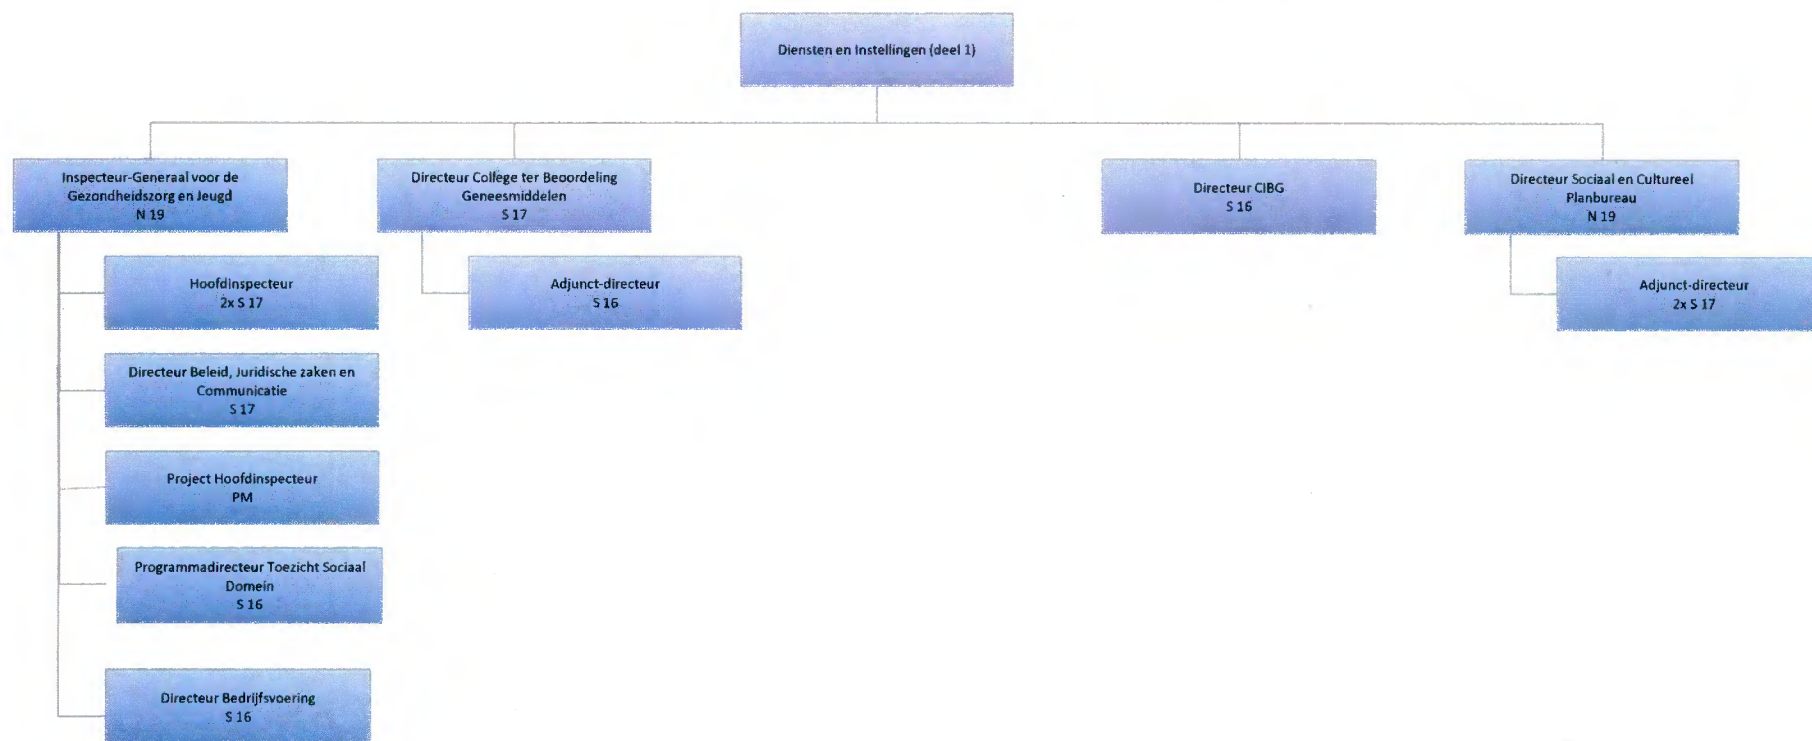 Diensten en Instellingen (deel 1)
Inspecteur-Generaal voor de
Gezondheidszorg en Jeugd
N 19
Hoofdinspecteur
2x S 17
Directeur Beleid, Juridische zaken en
Communicatie
S 17
Project Hoofdinspecteur
PM
Programmadirecteur Toezicht Sociaal
Domein
S 16
Directeur Bedrijfsvoering
S 16
Directeur College ter Beoordeling
Geneesmiddelen
S 17
Adjunct-directeur
S 16
Directeur CIBG
S 16
Directeur Sociaal en Cultureel
Planbureau
N 19
Adjunct-directeur
2x S 17